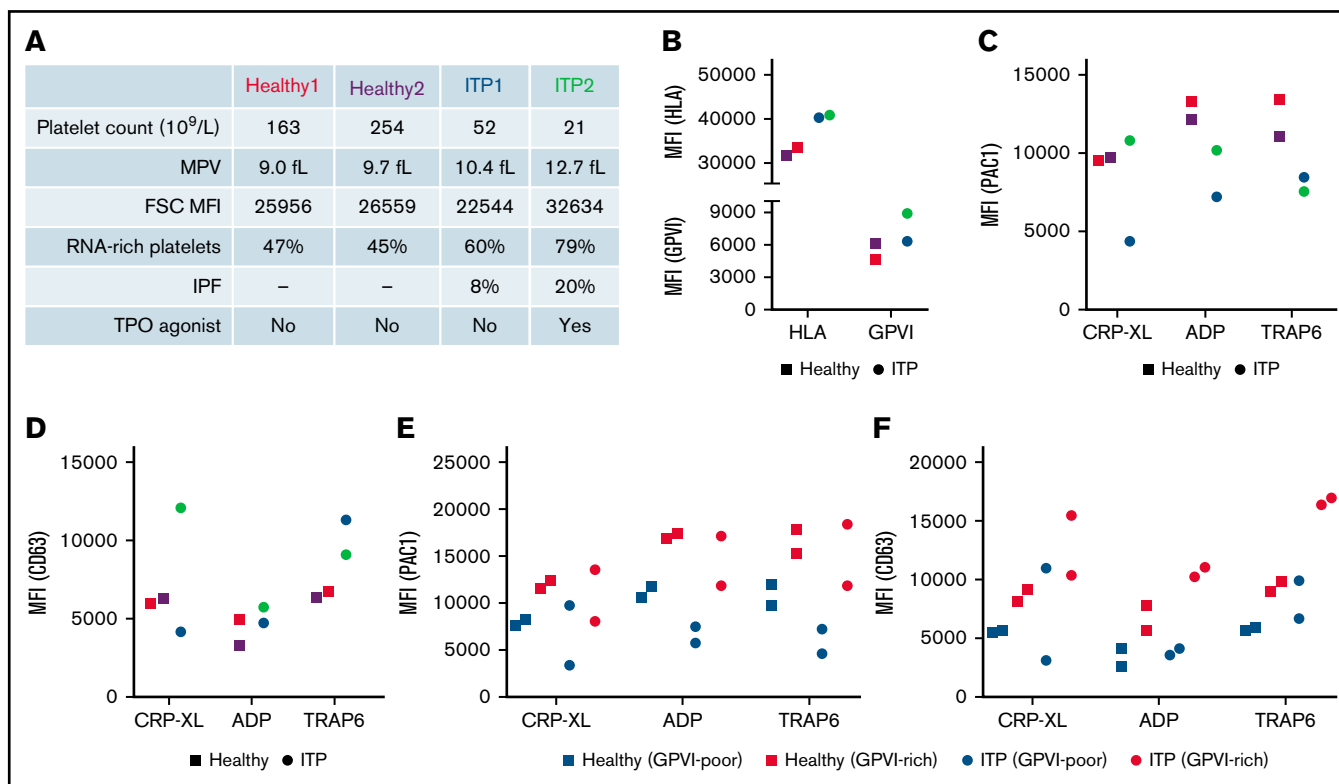 A
Healthy1 Healthy2 ITP1 ITP2
Platelet count (10⁹/L) 163 254 52 21
MPV 9.0 fL 9.7 fL 10.4 fL 12.7 fL
FSC MFI 25956 26559 22544 32634
RNA-rich platelets 47% 45% 60% 79%
IPF – – 8% 20%
TPO agonist No No No Yes
B
MFI (HLA)
MFI (GPVI)
50000
40000
30000
9000
6000
3000
0
HLA GPVI
Healthy ITP
C
MFI (PAC1)
15000
10000
5000
0
CRP-XL ADP TRAP6
Healthy ITP
D
MFI (CD63)
15000
10000
5000
0
CRP-XL ADP TRAP6
Healthy ITP
E
MFI (PAC1)
25000
20000
15000
10000
5000
0
CRP-XL ADP TRAP6
F
MFI (CD63)
20000
15000
10000
5000
0
CRP-XL ADP TRAP6
Healthy (GPVI-poor) Healthy (GPVI-rich) ITP (GPVI-poor) ITP (GPVI-rich)